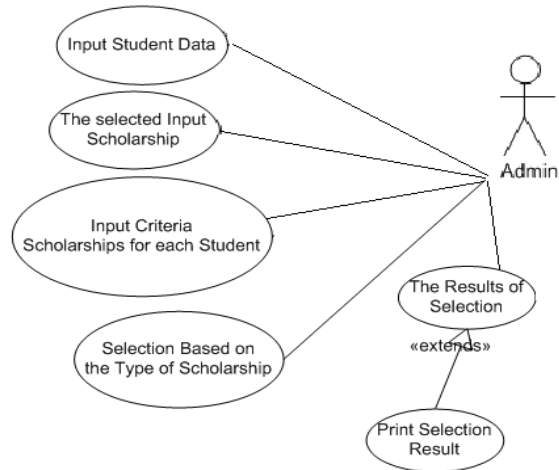 Input Student Data
The selected Input
Scholarship
Admin
Input Criteria
Scholarships for each Student
The Results of
Selection
Selection Based on
the Type of Scholarship
«extends»
Print Selection
Result